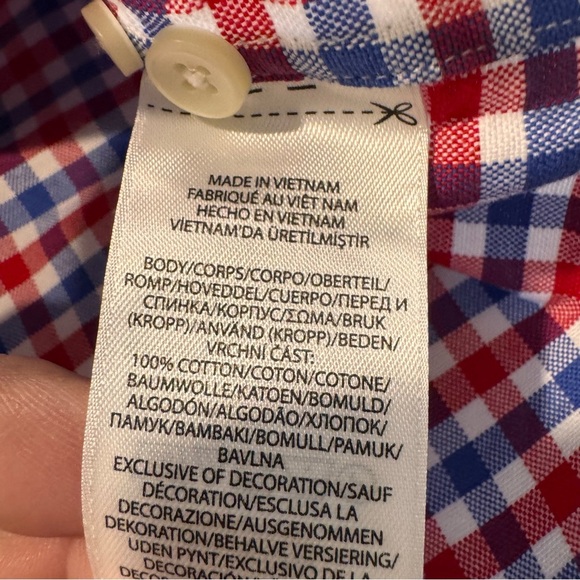 MADE IN VIETNAM
FABRIQUÉ AU VIÊT NAM
HECHO EN VIETNAM
VIETNAM'DA ÜRETİLMİŞTİR
BODY/CORPS/CORPO/OBERTEIL/
ROMP/HOVEDDEL/CUERPO/ПЕРЕД И
СПИНКА/КОРПУС/ΣΩΜΑ/BRUK
(KROPP)/ANVÄND (KROPP)/BEDEN/
VRCHNÍ ČÁST:
100% COTTON/COTON/COTONE/
BAUMWOLLE/KATOEN/BOMULD/
ALGODÓN/ALGODÃO/ХЛОПОК/
ПАМУК/BAMBAKI/BOMULL/PAMUK/
BAVLNA
EXCLUSIVE OF DECORATION/SAUF
DÉCORATION/ESCLUSA LA
DECORAZIONE/AUSGENOMMEN
DEKORATION/BEHALVE VERSIERING/
UDEN PYNT/EXCLUSIVO DE